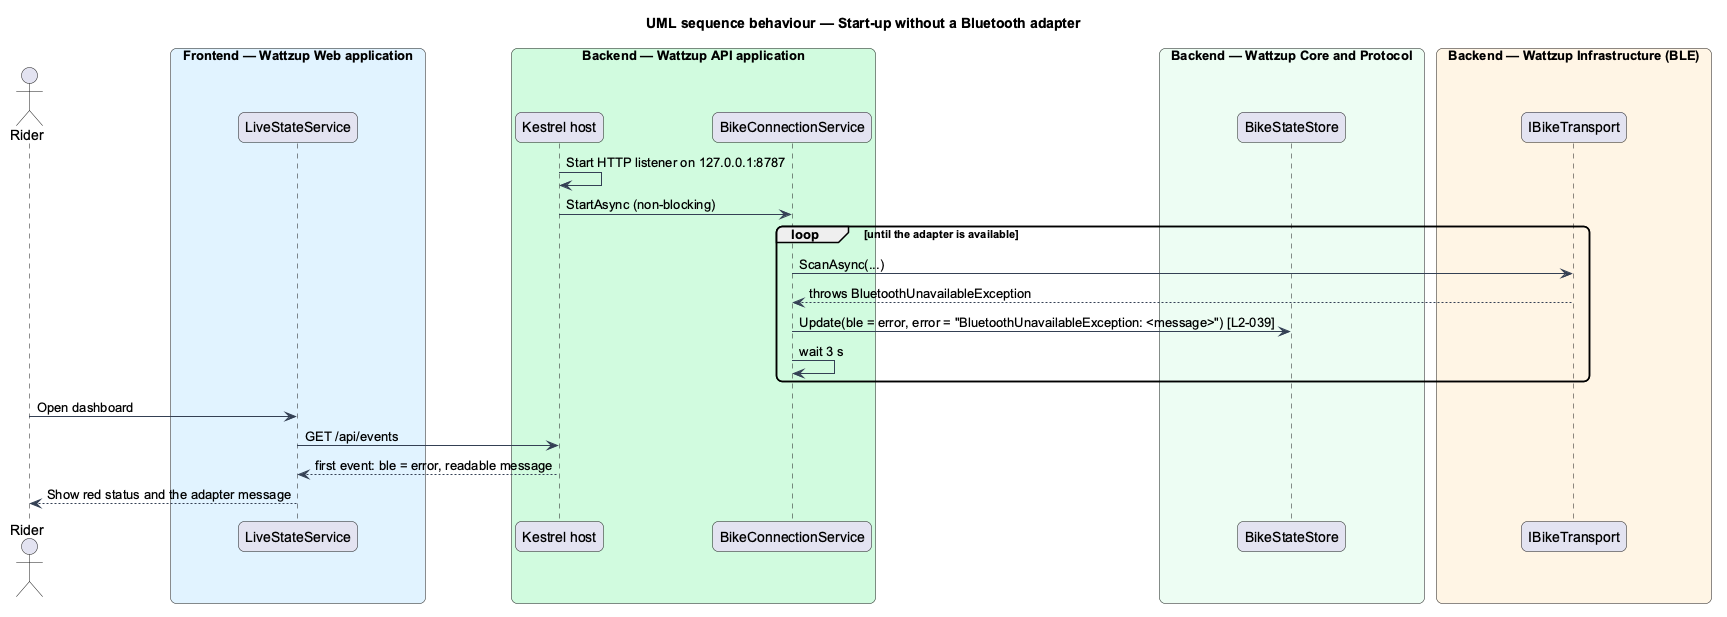 UML sequence behaviour — Start-up without a Bluetooth adapter
Frontend — Wattzup Web application
Backend — Wattzup API application
Backend — Wattzup Core and Protocol
Backend — Wattzup Infrastructure (BLE)
Rider
LiveStateService
Kestrel host
BikeConnectionService
BikeStateStore
IBikeTransport
Start HTTP listener on 127.0.0.1:8787
StartAsync (non-blocking)
loop
[until the adapter is available]
ScanAsync(...)
throws BluetoothUnavailableException
Update(ble = error, error = "BluetoothUnavailableException: <message>") [L2-039]
wait 3 s
Open dashboard
GET /api/events
first event: ble = error, readable message
Show red status and the adapter message
Rider
LiveStateService
Kestrel host
BikeConnectionService
BikeStateStore
IBikeTransport